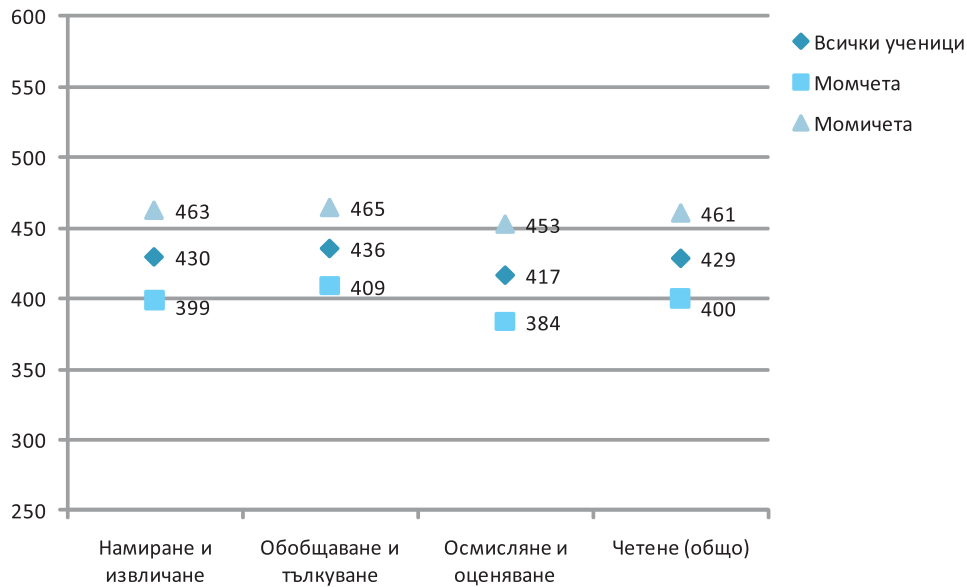 600
550
500
450
400
350
300
250
463
430
399
465
436
409
453
417
384
461
429
400
Намиране и
извличане
Обобщаване и
тълкуване
Осмисляне и
оценяване
Четене (общо)
Всички ученици
Момчета
Момичета